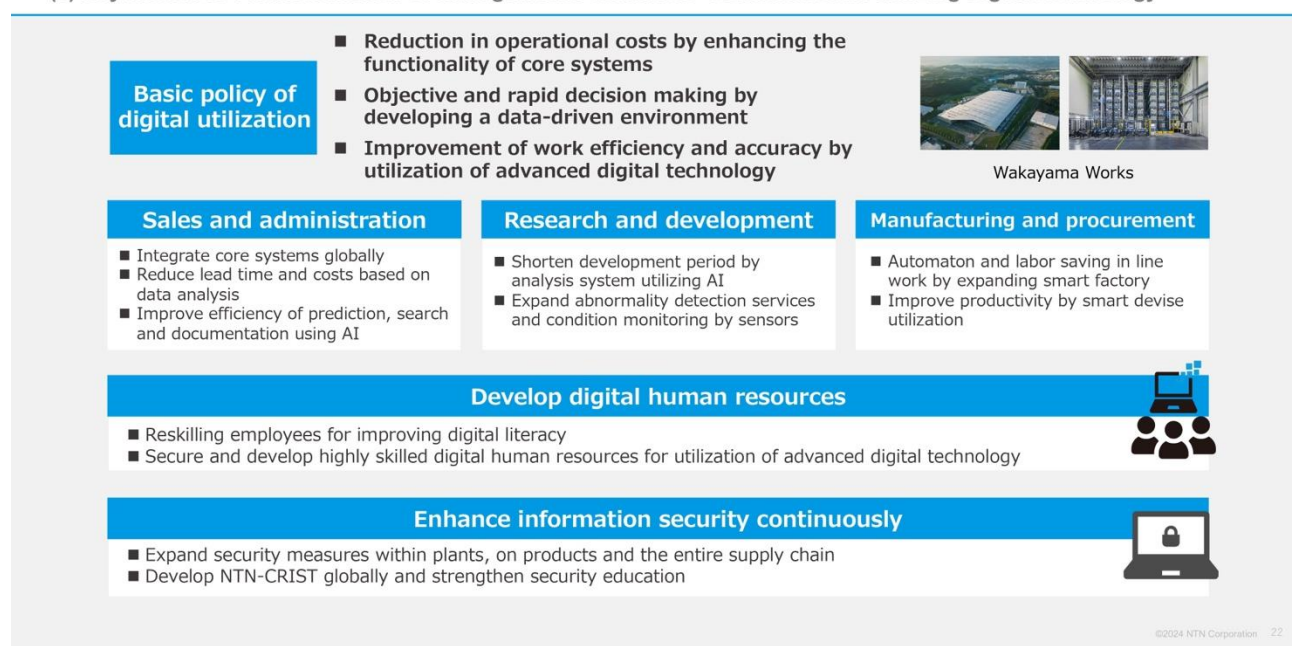 Basic policy of
digital utilization
■ Reduction in operational costs by enhancing the
functionality of core systems
■ Objective and rapid decision making by
developing a data-driven environment
■ Improvement of work efficiency and accuracy by
utilization of advanced digital technology
Wakayama Works
Sales and administration
■ Integrate core systems globally
■ Reduce lead time and costs based on
data analysis
■ Improve efficiency of prediction, search
and documentation using AI
Research and development
■ Shorten development period by
analysis system utilizing AI
■ Expand abnormality detection services
and condition monitoring by sensors
Manufacturing and procurement
■ Automaton and labor saving in line
work by expanding smart factory
■ Improve productivity by smart devise
utilization
Develop digital human resources
■ Reskilling employees for improving digital literacy
■ Secure and develop highly skilled digital human resources for utilization of advanced digital technology
Enhance information security continuously
■ Expand security measures within plants, on products and the entire supply chain
■ Develop NTN-CRIST globally and strengthen security education
©2024 NTN Corporation 22